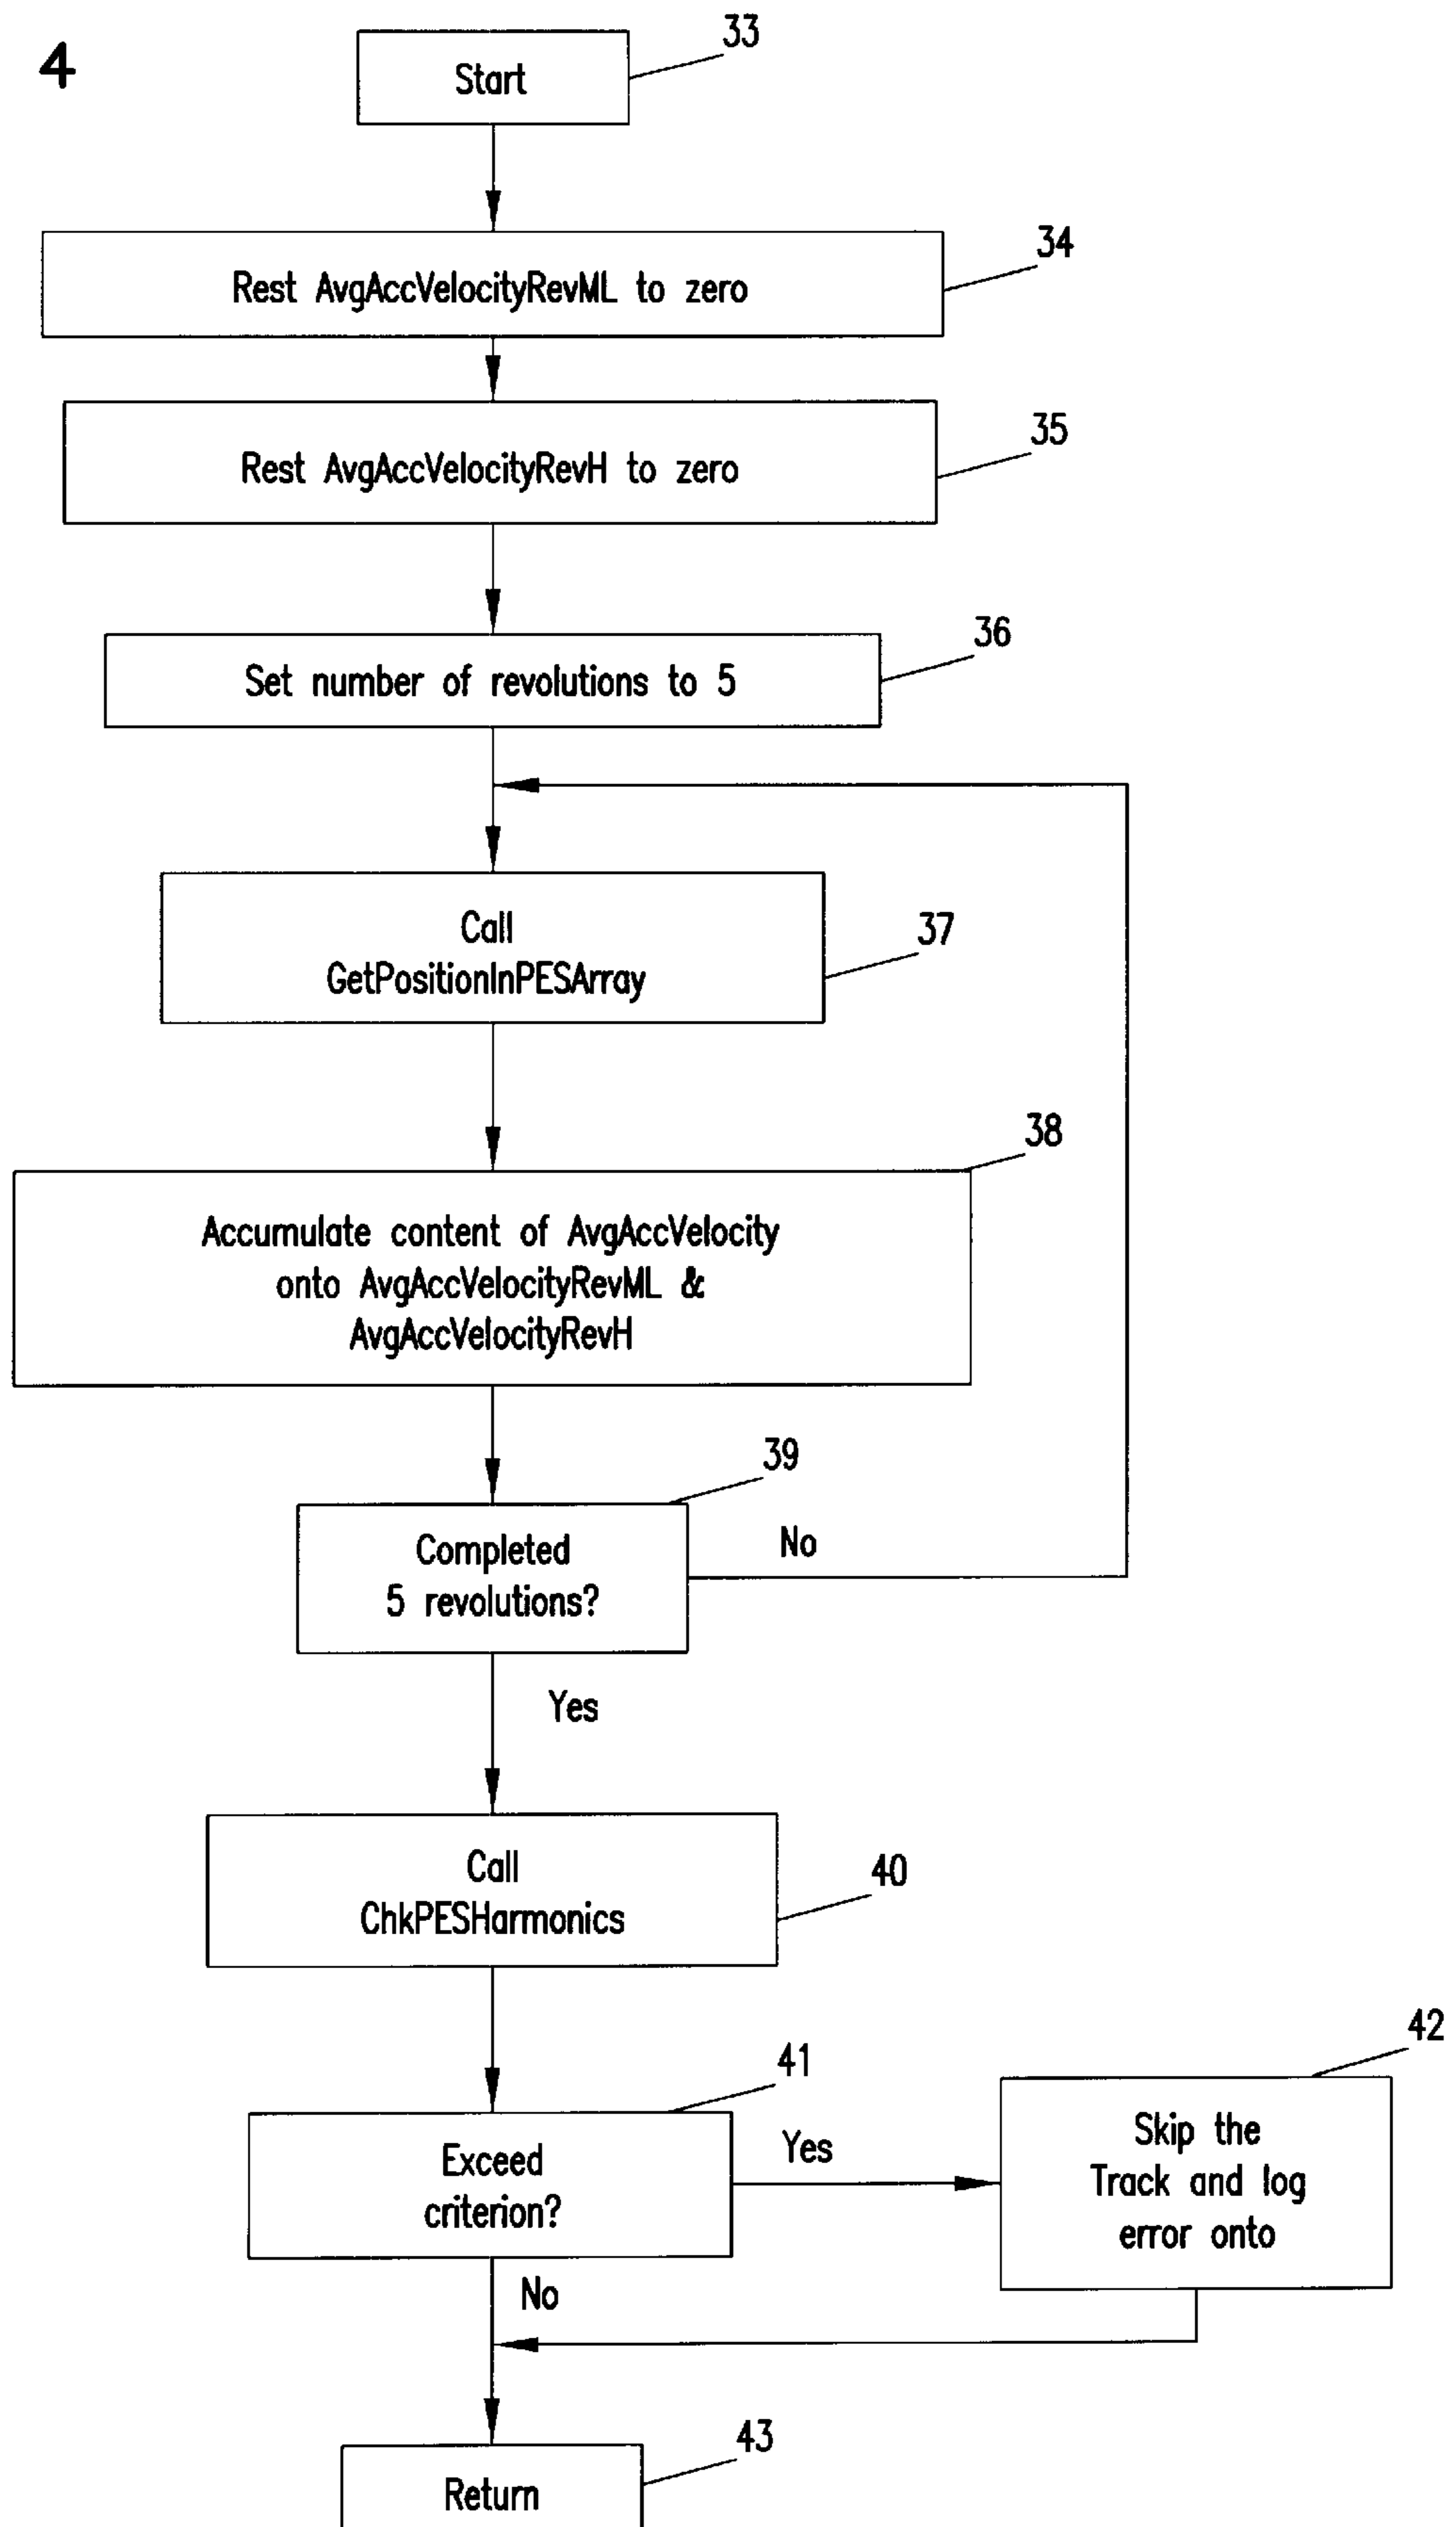 4
33
Start
34
Rest AvgAccVelocityRevML to zero
35
Rest AvgAccVelocityRevH to zero
36
Set number of revolutions to 5
37
Call
GetPositionInPESArray
38
Accumulate content of AvgAccVelocity
onto AvgAccVelocityRevML &
AvgAccVelocityRevH
39
Completed
5 revolutions?
No
Yes
40
Call
ChkPESHarmonics
41
Exceed
criterion?
Yes
42
Skip the
Track and log
error onto
No
43
Return